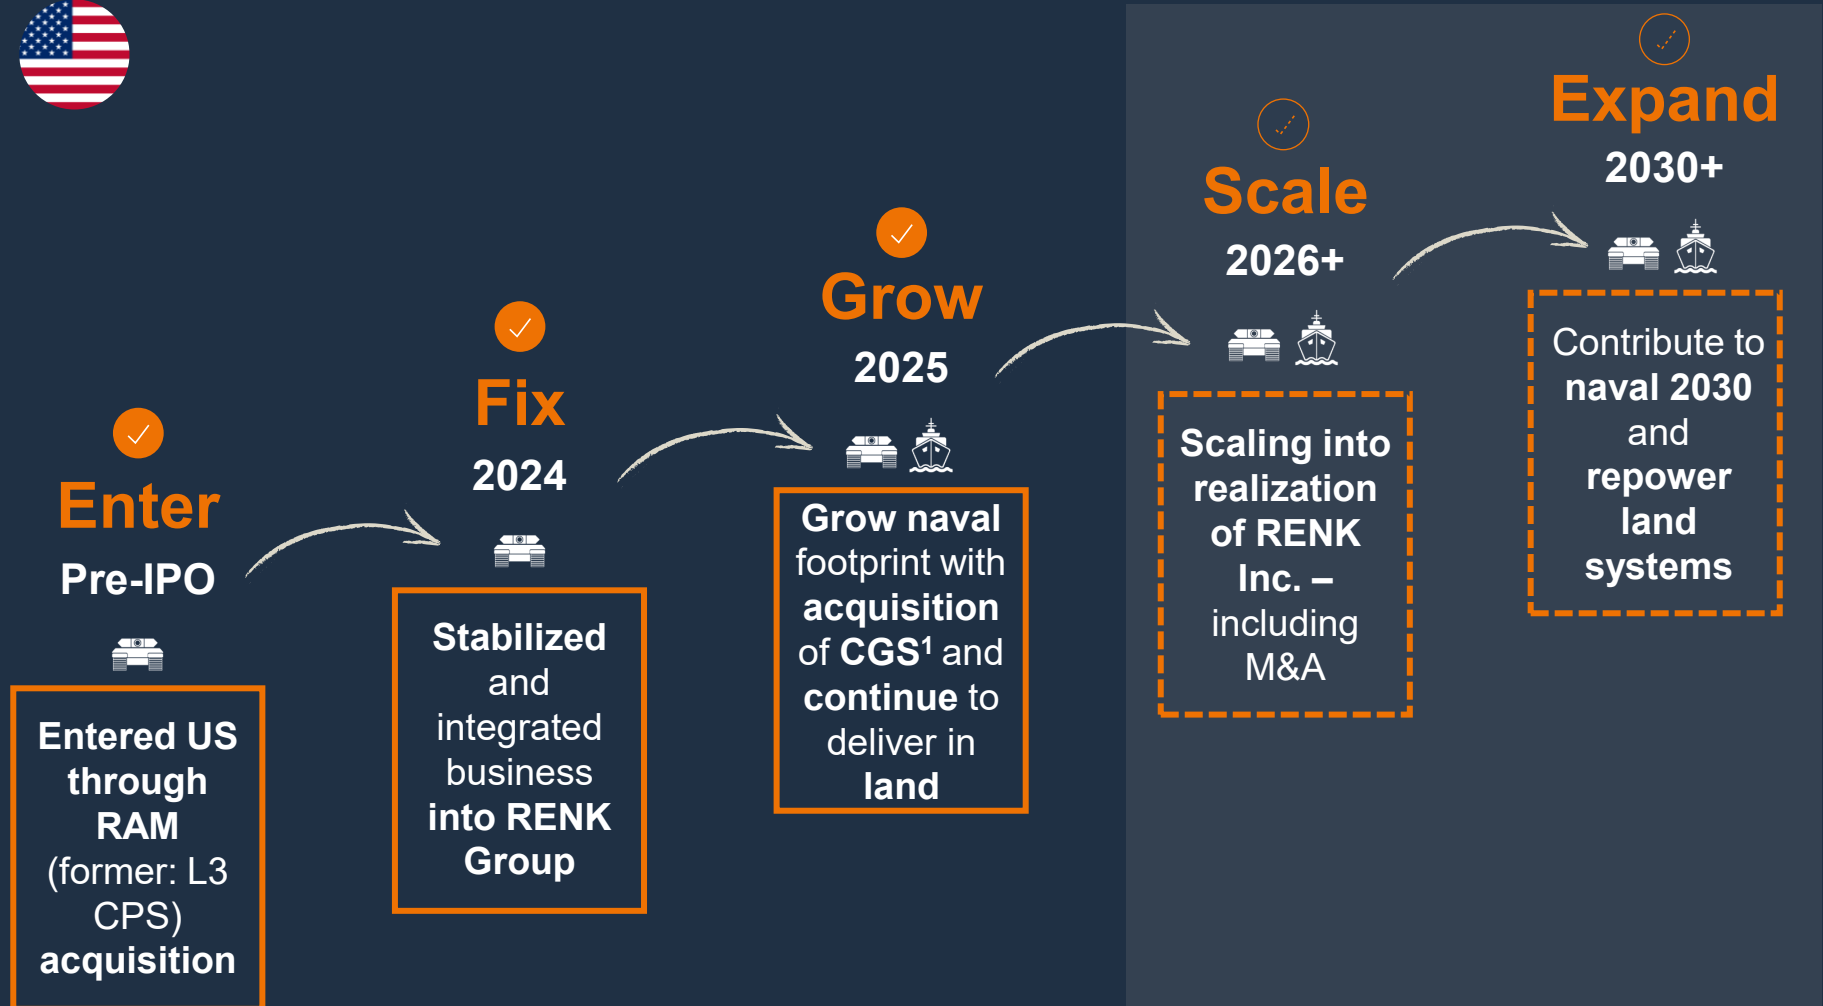 Enter
Pre-IPO
Entered US
through
RAM
(former: L3
CPS)
acquisition
Fix
2024
Stabilized
and
integrated
business
into RENK
Group
Grow
2025
Grow naval
footprint with
acquisition
of CGS¹ and
continue to
deliver in
land
Scale
2026+
Scaling into
realization
of RENK
Inc. –
including
M&A
Expand
2030+
Contribute to
naval 2030
and
repower
land
systems